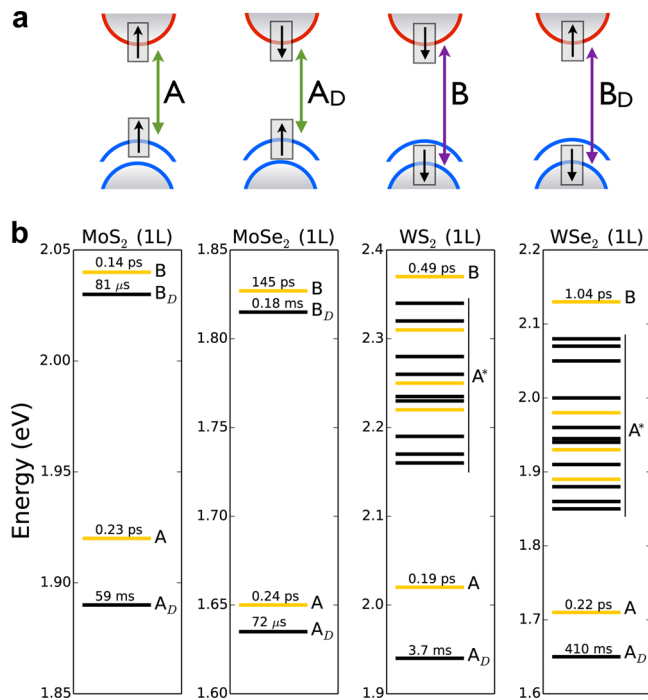 a
A
A_D
B
B_D
b
MoS₂ (1L)
MoSe₂ (1L)
WS₂ (1L)
WSe₂ (1L)
Energy (eV)
2.05
2.00
1.95
1.90
1.85
0.14 ps B
81 μs B_D
0.23 ps A
59 ms A_D
1.85
1.80
1.75
1.70
1.65
1.60
145 ps B
0.18 ms B_D
0.24 ps A
72 μs A_D
2.4
2.3
2.2
2.1
2.0
1.9
0.49 ps B
A*
0.19 ps A
3.7 ms A_D
2.2
2.1
2.0
1.9
1.8
1.7
1.6
1.04 ps B
A*
0.22 ps A
410 ms A_D